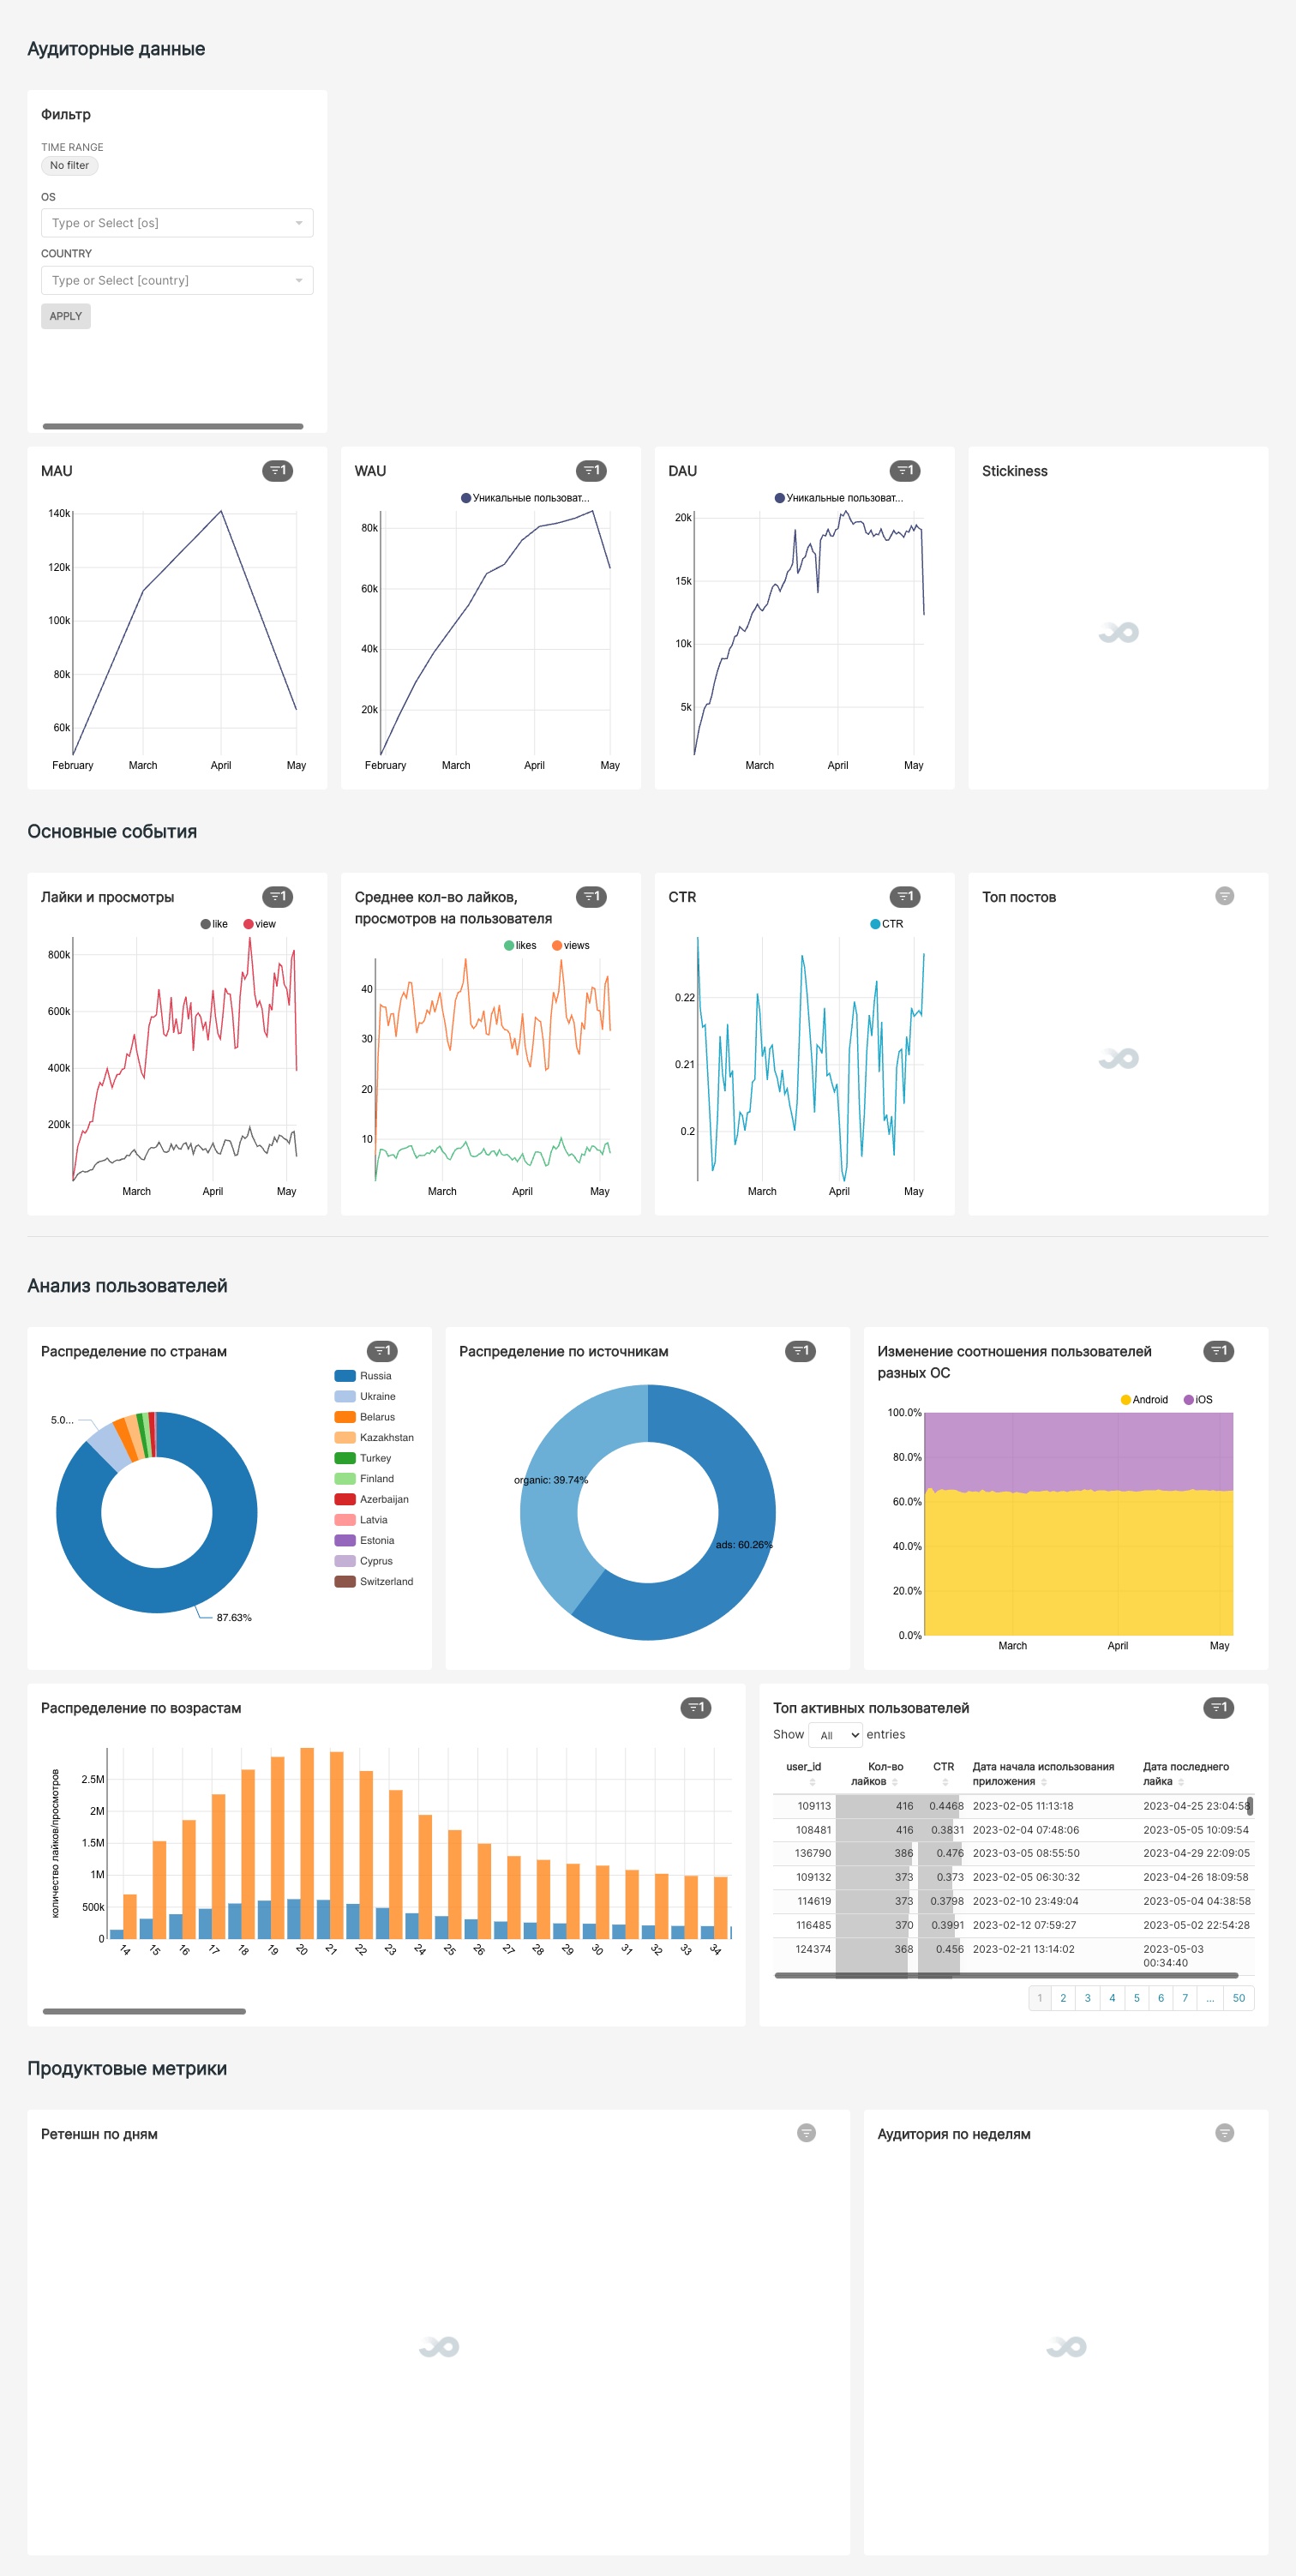 Аудиторные данные
Фильтр
TIME RANGE
No filter
OS
Type or Select [os]
COUNTRY
Type or Select [country]
APPLY
MAU
1
140k
120k
100k
80k
60k
February March April May
WAU
1
Уникальные пользоват...
80k
60k
40k
20k
February March April May
DAU
1
Уникальные пользоват...
20k
15k
10k
5k
March April May
Stickiness
Основные события
Лайки и просмотры
1
like view
800k
600k
400k
200k
March April May
Среднее кол-во лайков,
просмотров на пользователя
1
likes views
40
30
20
10
March April May
CTR
1
CTR
0.22
0.21
0.2
March April May
Топ постов
Анализ пользователей
Распределение по странам
1
Russia
Ukraine
Belarus
Kazakhstan
Turkey
Finland
Azerbaijan
Latvia
Estonia
Cyprus
Switzerland
5.0...
87.63%
Распределение по источникам
1
organic: 39.74%
ads: 60.26%
Изменение соотношения пользователей
разных ОС
1
Android iOS
100.0%
80.0%
60.0%
40.0%
20.0%
0.0%
March April May
Распределение по возрастам
1
количество лайков/просмотров
2.5M
2M
1.5M
1M
500k
0
14 15 16 17 18 19 20 21 22 23 24 25 26 27 28 29 30 31 32 33 34
Топ активных пользователей
1
Show All entries
user_id Кол-во лайков CTR Дата начала использования приложения Дата последнего лайка
109113 416 0.4468 2023-02-05 11:13:18 2023-04-25 23:04:58
108481 416 0.3831 2023-02-04 07:48:06 2023-05-05 10:09:54
136790 386 0.476 2023-03-05 08:55:50 2023-04-29 22:09:05
109132 373 0.373 2023-02-05 06:30:32 2023-04-26 18:09:58
114619 373 0.3798 2023-02-10 23:49:04 2023-05-04 04:38:58
116485 370 0.3991 2023-02-12 07:59:27 2023-05-02 22:54:28
124374 368 0.456 2023-02-21 13:14:02 2023-05-03
00:34:40
1 2 3 4 5 6 7 ... 50
Продуктовые метрики
Ретеншн по дням
Аудитория по неделям